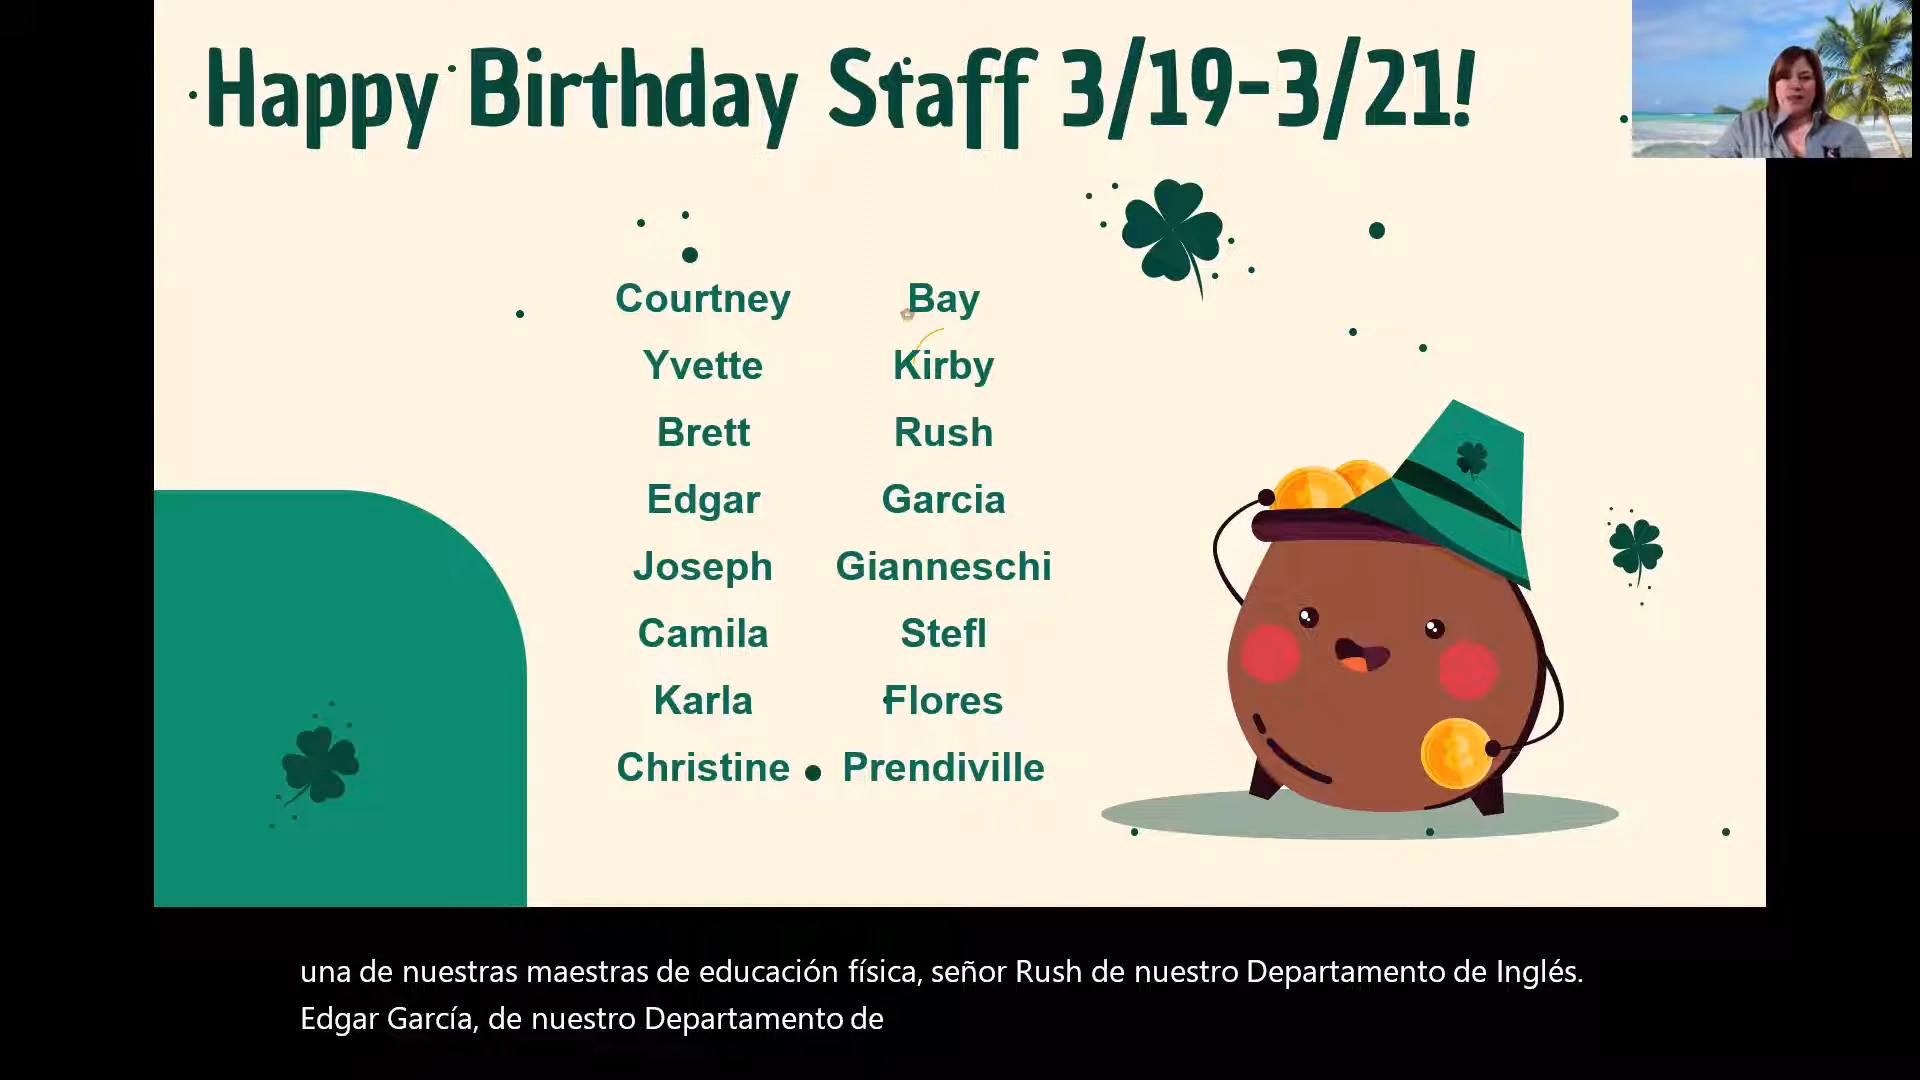 Happy Birthday Staff 3/19-3/21!
Courtney Bay
Yvette Kirby
Brett Rush
Edgar Garcia
Joseph Gianneschi
Camila Stefl
Karla Flores
Christine Prendiville
una de nuestras maestras de educación física, señor Rush de nuestro Departamento de Inglés.
Edgar García, de nuestro Departamento de